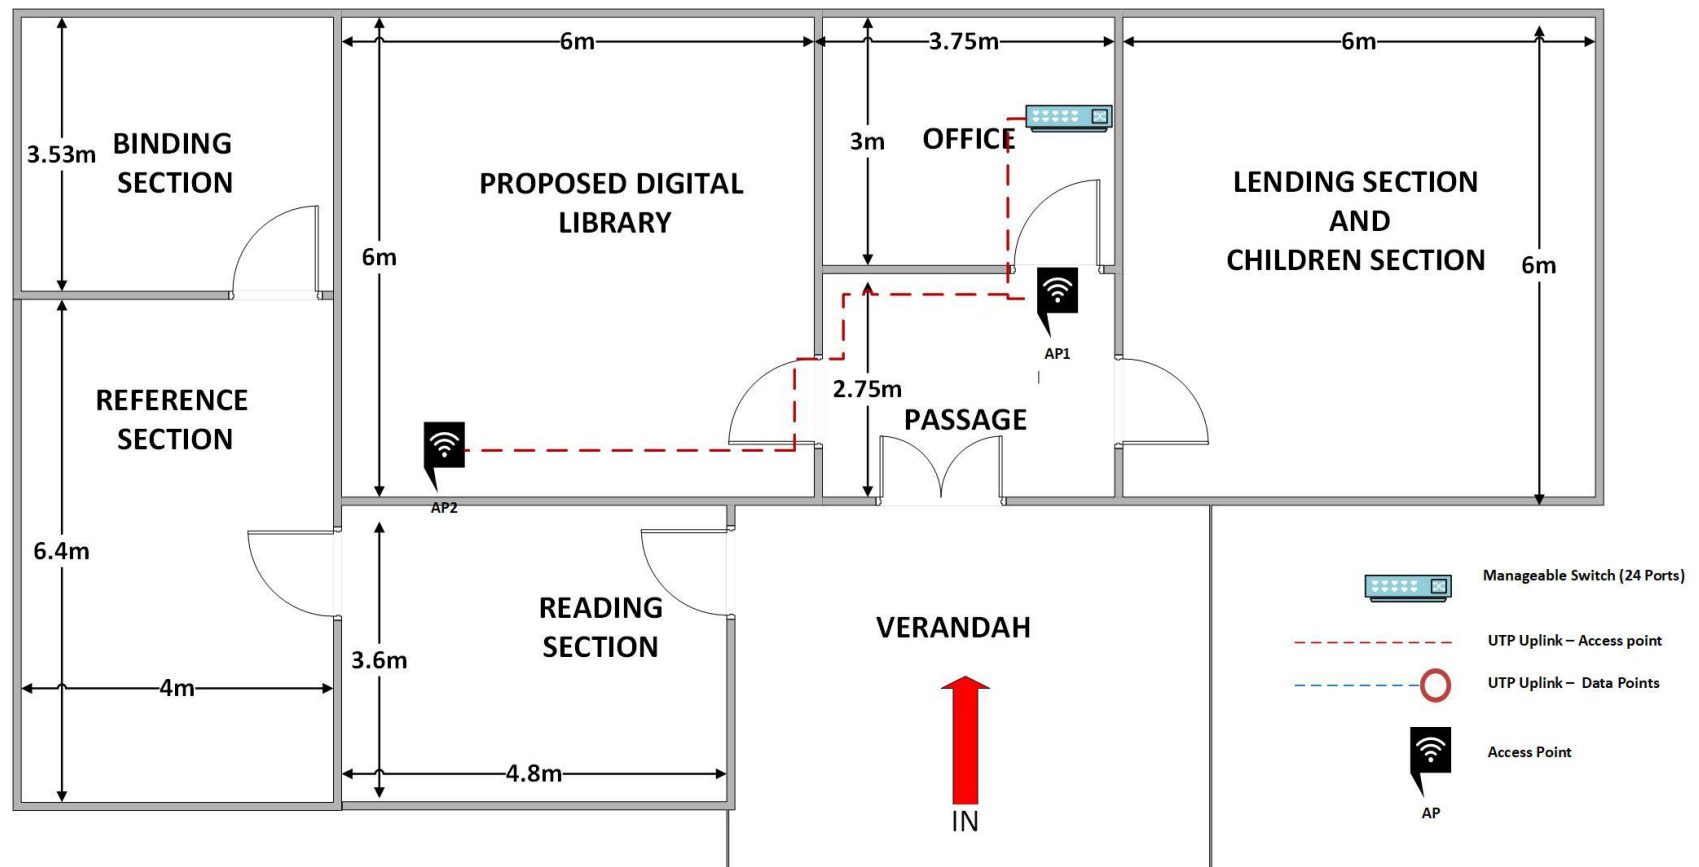 6m
3.75m
6m
3.53m
BINDING
SECTION
PROPOSED DIGITAL
LIBRARY
6m
3m
OFFICE
LENDING SECTION
AND
CHILDREN SECTION
6m
REFERENCE
SECTION
AP2
AP1
2.75m
PASSAGE
6.4m
4m
READING
SECTION
3.6m
4.8m
VERANDAH
IN
Manageable Switch (24 Ports)
UTP Uplink – Access point
UTP Uplink – Data Points
Access Point
AP